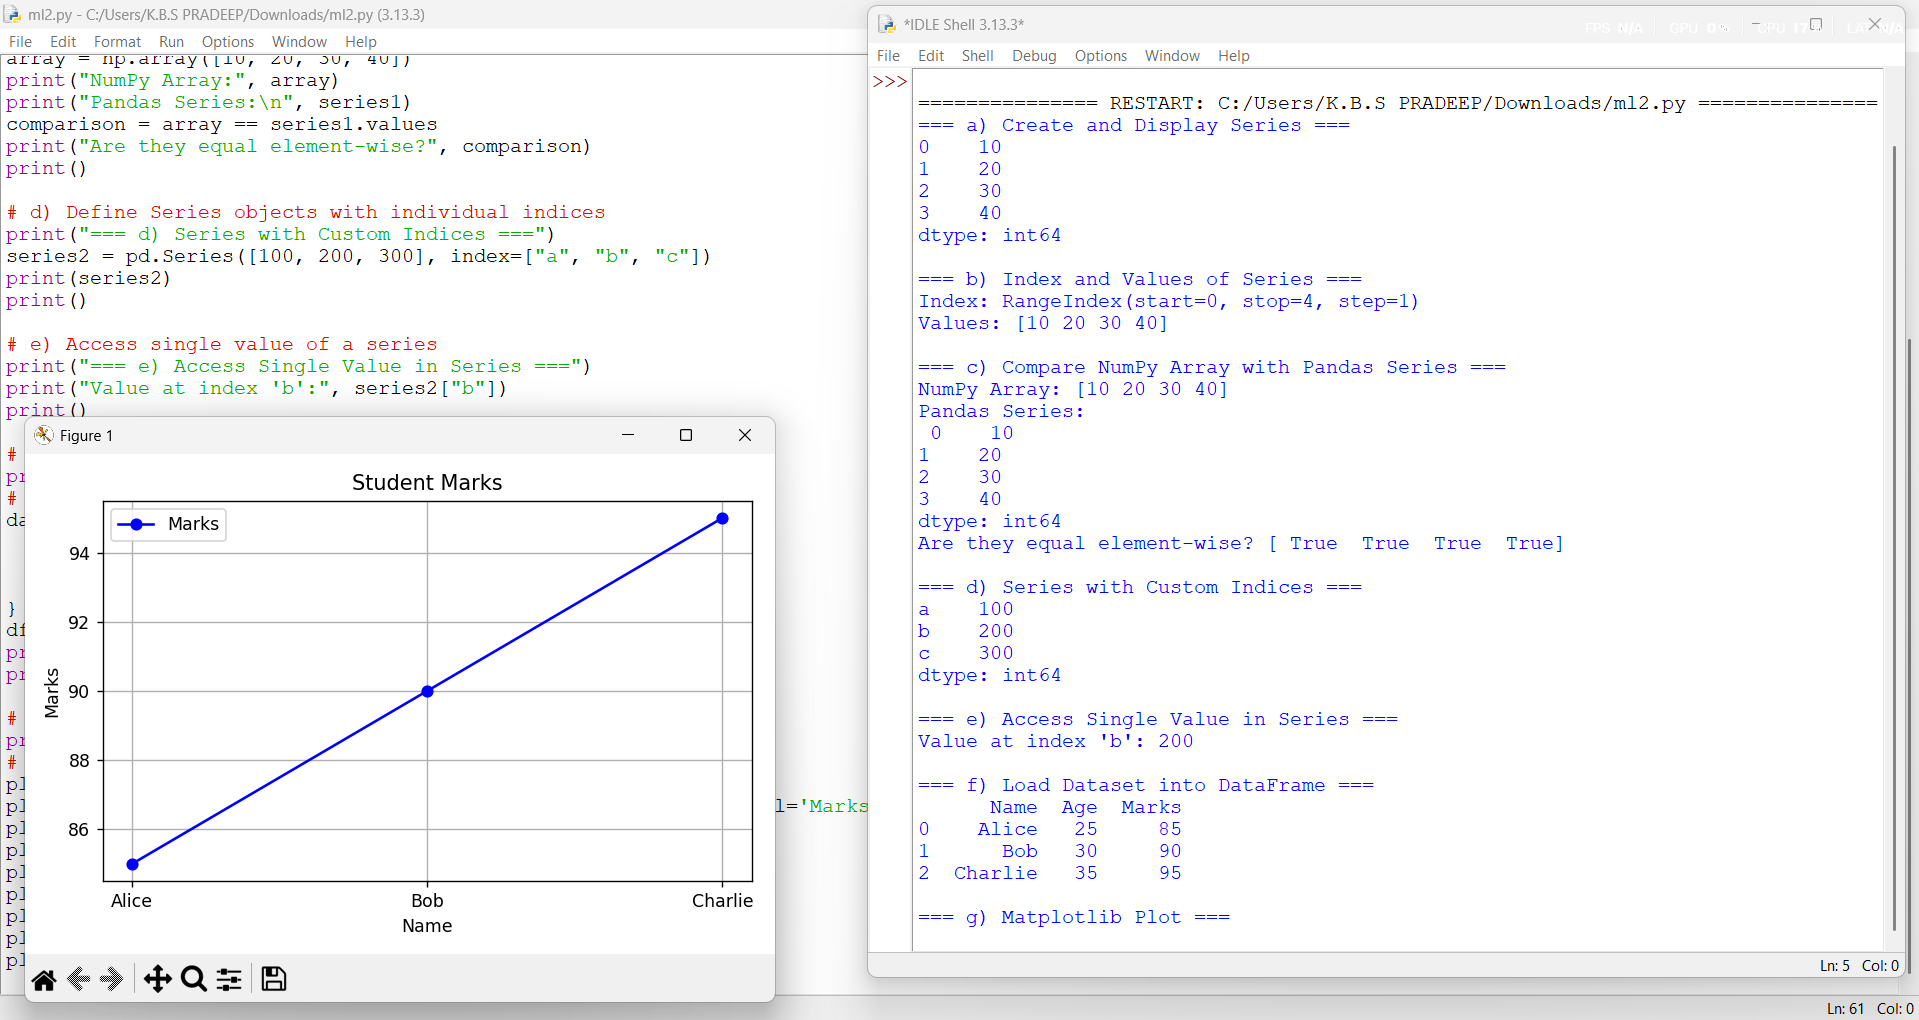 ml2.py - C:/Users/K.B.S PRADEEP/Downloads/ml2.py (3.13.3)
File Edit Format Run Options Window Help
array = np.array([10, 20, 30, 40])
print("NumPy Array:", array)
print("Pandas Series:\n", series1)
comparison = array == series1.values
print("Are they equal element-wise?", comparison)
print()
# d) Define Series objects with individual indices
print("=== d) Series with Custom Indices ===")
series2 = pd.Series([100, 200, 300], index=["a", "b", "c"])
print(series2)
print()
# e) Access single value of a series
print("=== e) Access Single Value in Series ===")
print("Value at index 'b':", series2["b"])
print()
#
pr
#
da
}
df
pr
pr
#
pr
#
pl
pl l='Marks
pl
pl
pl
pl
pl
pl
pl
Figure 1
Student Marks
Marks
94
92
90
88
86
Marks
Alice Bob Charlie
Name
*IDLE Shell 3.13.3*
FPS N/A GPU 0% CPU 17 LAT N/A
File Edit Shell Debug Options Window Help
>>>
=============== RESTART: C:/Users/K.B.S PRADEEP/Downloads/ml2.py ===============
=== a) Create and Display Series ===
0 10
1 20
2 30
3 40
dtype: int64
=== b) Index and Values of Series ===
Index: RangeIndex(start=0, stop=4, step=1)
Values: [10 20 30 40]
=== c) Compare NumPy Array with Pandas Series ===
NumPy Array: [10 20 30 40]
Pandas Series:
0 10
1 20
2 30
3 40
dtype: int64
Are they equal element-wise? [ True True True True]
=== d) Series with Custom Indices ===
a 100
b 200
c 300
dtype: int64
=== e) Access Single Value in Series ===
Value at index 'b': 200
=== f) Load Dataset into DataFrame ===
Name Age Marks
0 Alice 25 85
1 Bob 30 90
2 Charlie 35 95
=== g) Matplotlib Plot ===
Ln: 5 Col: 0
Ln: 61 Col: 0